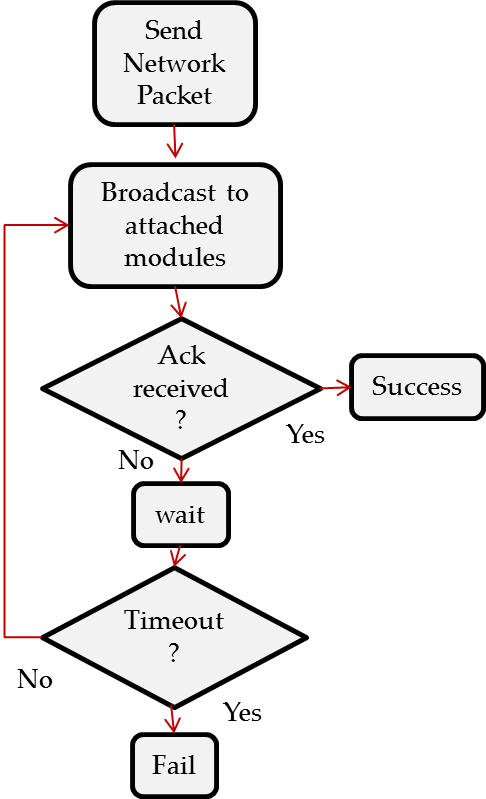 Send
Network
Packet
Broadcast to
attached
modules
Ack
received
?
Success
Yes
No
wait
Timeout
?
No
Yes
Fail